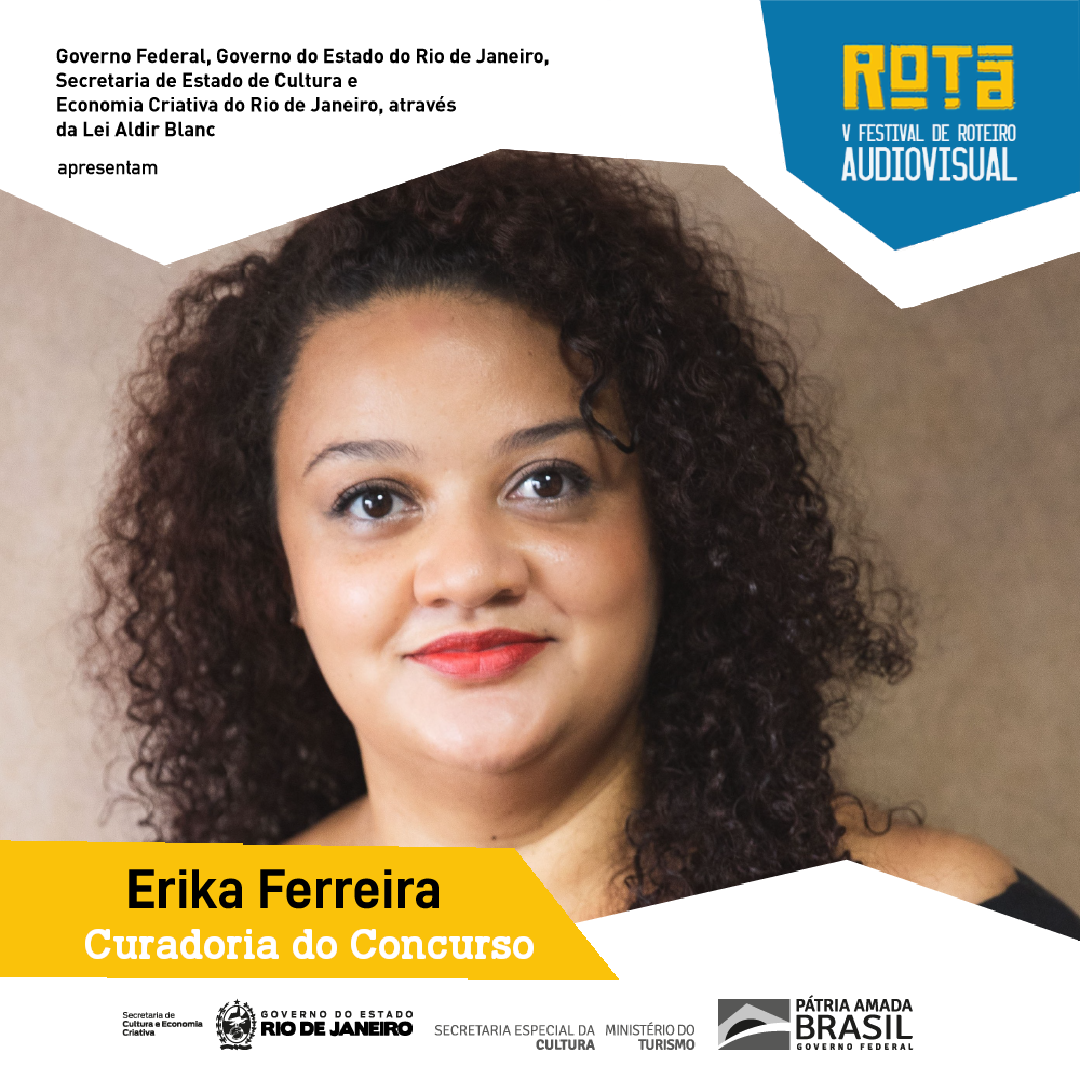 Governo Federal, Governo do Estado do Rio de Janeiro,
Secretaria de Estado de Cultura e
Economia Criativa do Rio de Janeiro, através
da Lei Aldir Blanc
apresentam
ROTA
V FESTIVAL DE ROTEIRO
AUDIOVISUAL
Erika Ferreira
Curadoria do Concurso
Secretaria de
Cultura e Economia
Criativa
GOVERNO DO ESTADO
RIO DE JANEIRO
SECRETARIA ESPECIAL DA
CULTURA
MINISTÉRIO DO
TURISMO
PÁTRIA AMADA
BRASIL
GOVERNO FEDERAL